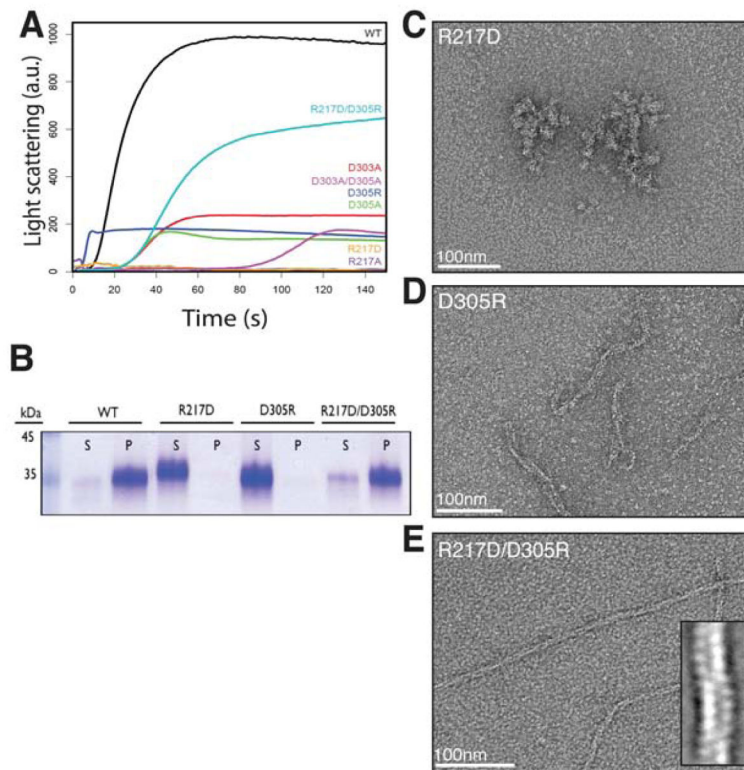 A
Light scattering (a.u.)
1000
800
600
400
200
0
0 20 40 60 80 100 120 140
Time (s)
WT
R217D/D305R
D303A
D303A/D305A
D305R
D305A
R217D
R217A
B
kDa WT R217D D305R R217D/D305R
45
35
S P S P S P S P
C
R217D
100nm
D
D305R
100nm
E
R217D/D305R
100nm